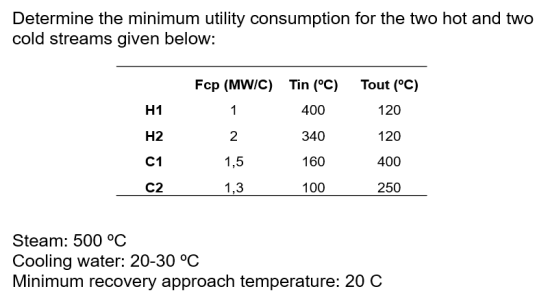 Determine the minimum utility consumption for the two hot and two
cold streams given below:
Fcp (MW/C) Tin (ºC) Tout (ºC)
H1 1 400 120
H2 2 340 120
C1 1,5 160 400
C2 1,3 100 250
Steam: 500 ºC
Cooling water: 20-30 ºC
Minimum recovery approach temperature: 20 C